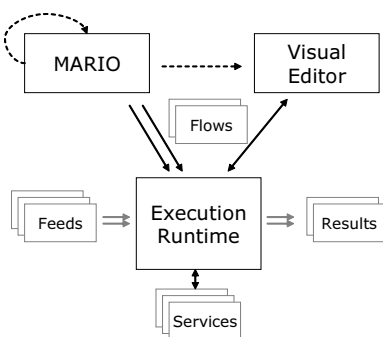 MARIO
Visual
Editor
Flows
Feeds
Execution
Runtime
Results
Services